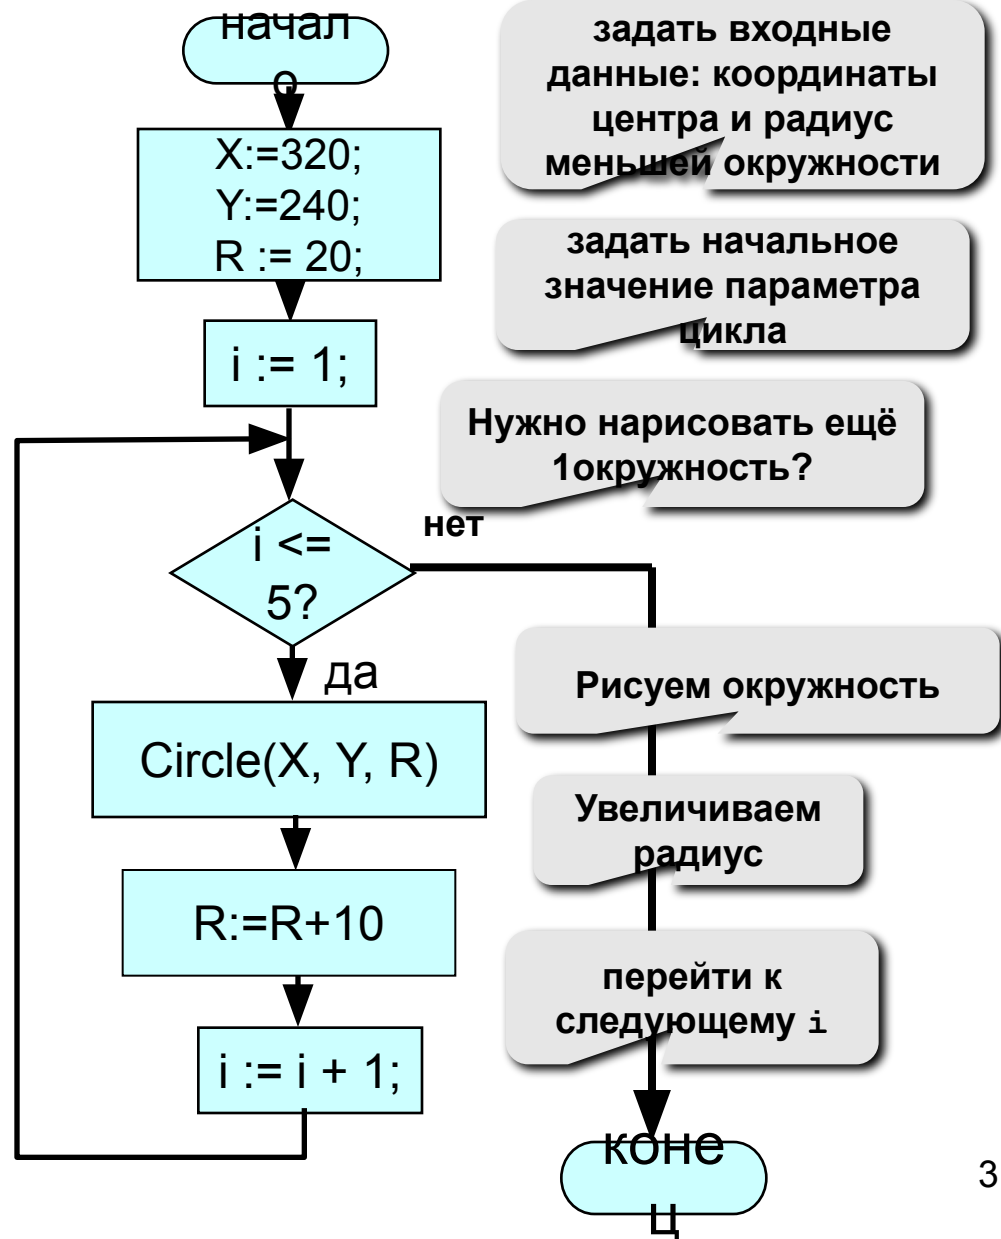 начал
о
задать входные
данные: координаты
центра и радиус
меньшей окружности
X:=320;
Y:=240;
R := 20;
задать начальное
значение параметра
цикла
i := 1;
Нужно нарисовать ещё
1окружность?
нет
i <=
5?
да
Рисуем окружность
Circle(X, Y, R)
Увеличиваем
радиус
R:=R+10
перейти к
следующему i
i := i + 1;
коне
ц
3